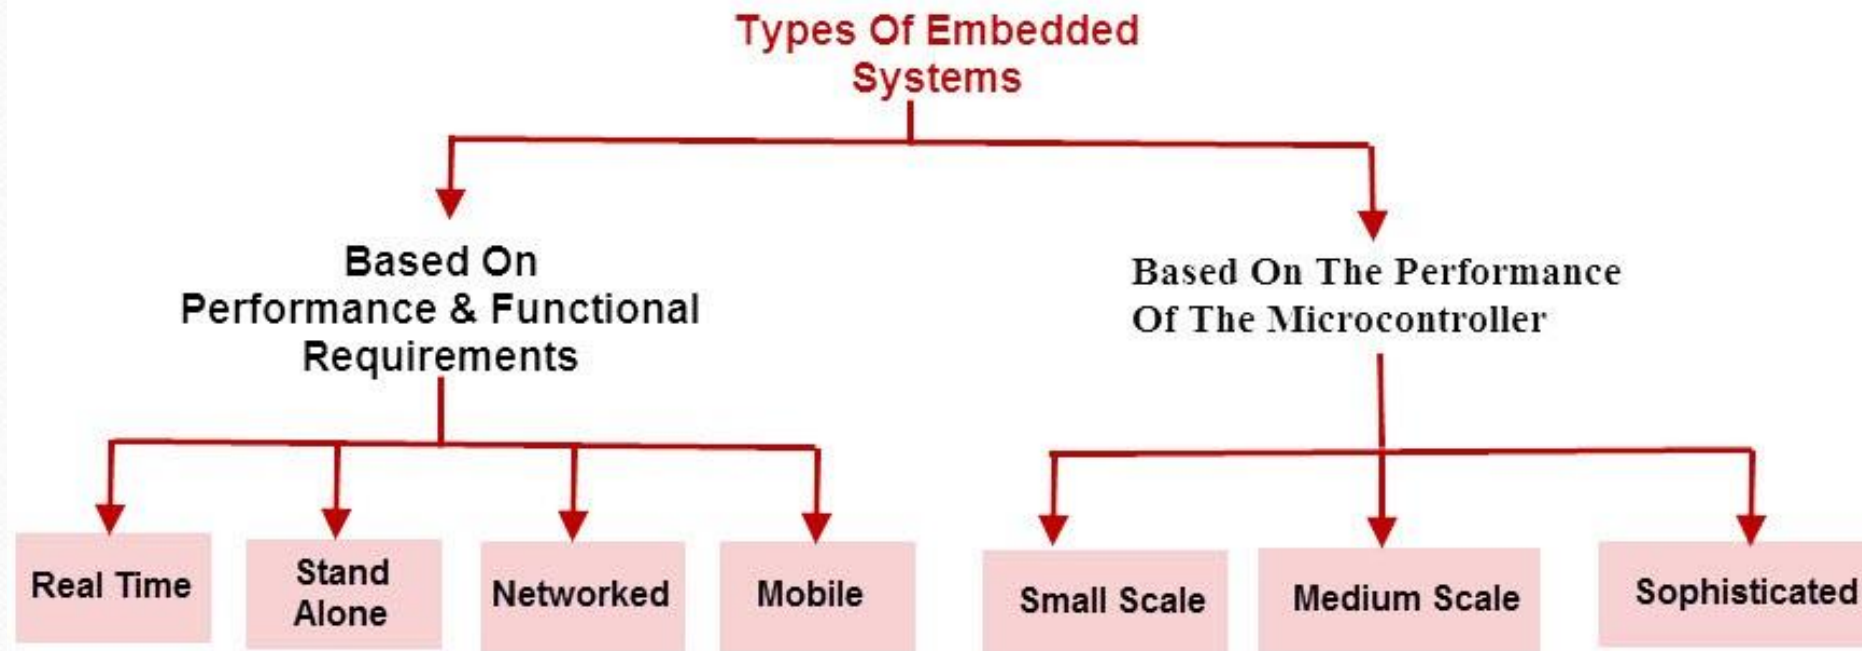 Types Of Embedded
Systems
Based On
Performance & Functional
Requirements
Based On The Performance
Of The Microcontroller
Real Time
Stand
Alone
Networked
Mobile
Small Scale
Medium Scale
Sophisticated